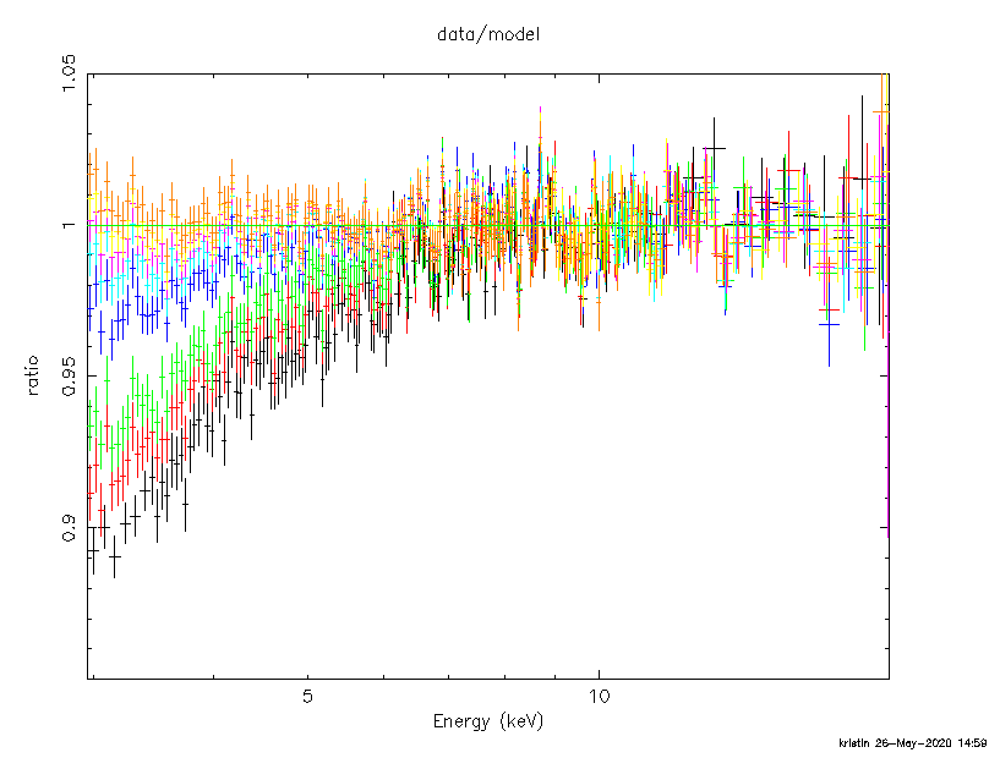 data/model
1.05
1
0.95
0.9
ratio
5
10
Energy (keV)
kristin 26-May-2020 14:59